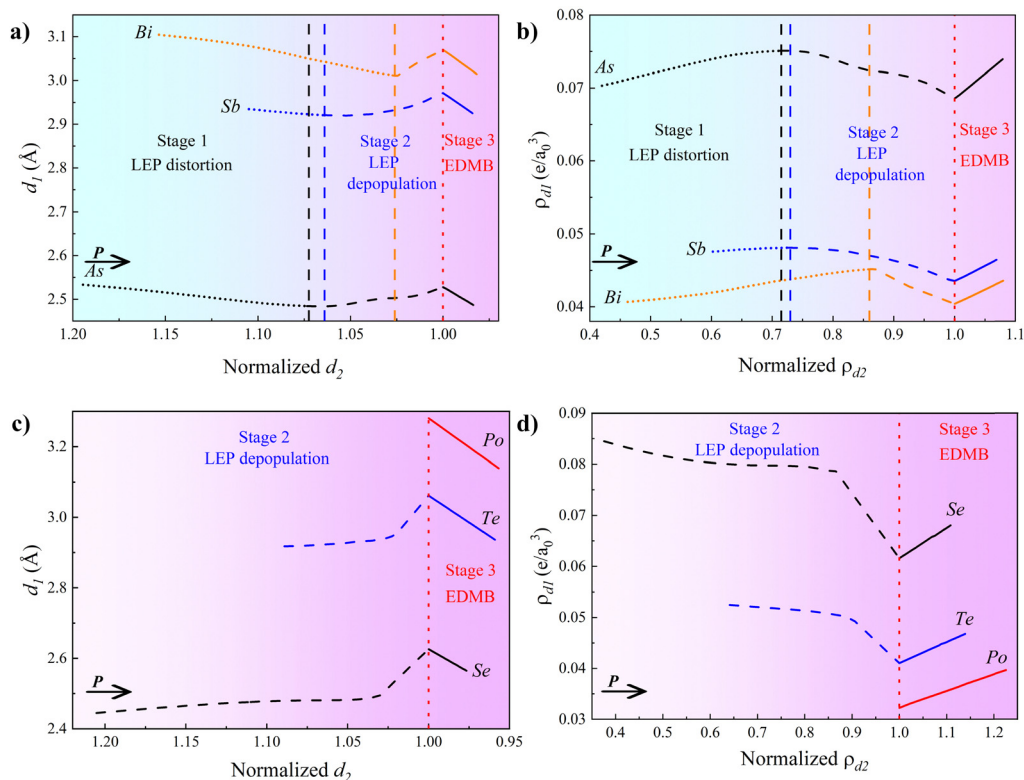 a)
3.1
3.0
2.9
2.8
2.7
2.6
2.5
d1 (Å)
Bi
Sb
As
Stage 1
LEP distortion
Stage 2
LEP
depopulation
Stage 3
EDMB
P
1.20
1.15
1.10
1.05
1.00
Normalized d2
b)
0.08
0.07
0.06
0.05
0.04
ρd1 (e/a0^3)
As
Sb
Bi
Stage 1
LEP distortion
Stage 2
LEP
depopulation
Stage 3
EDMB
P
0.4
0.5
0.6
0.7
0.8
0.9
1.0
1.1
Normalized ρd2
c)
3.2
3.0
2.8
2.6
2.4
d1 (Å)
Stage 2
LEP depopulation
Po
Te
Stage 3
EDMB
Se
P
1.20
1.15
1.10
1.05
1.00
0.95
Normalized d2
d)
0.09
0.08
0.07
0.06
0.05
0.04
0.03
ρd1 (e/a0^3)
Stage 2
LEP depopulation
Stage 3
EDMB
Se
Te
Po
P
0.4
0.5
0.6
0.7
0.8
0.9
1.0
1.1
1.2
Normalized ρd2